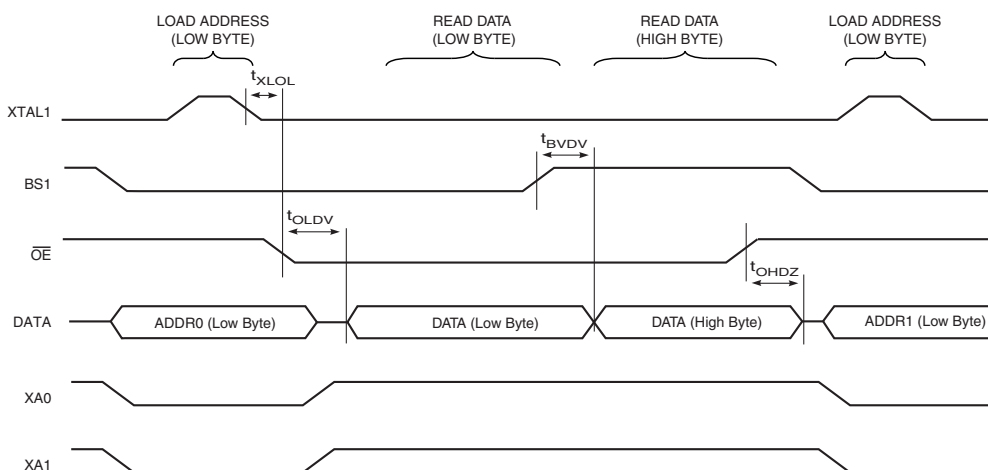 LOAD ADDRESS
(LOW BYTE)
READ DATA
(LOW BYTE)
READ DATA
(HIGH BYTE)
LOAD ADDRESS
(LOW BYTE)
tXLOL
XTAL1
tBVDV
BS1
tOLDV
OE
tOHDZ
DATA
ADDR0 (Low Byte)
DATA (Low Byte)
DATA (High Byte)
ADDR1 (Low Byte)
XA0
XA1